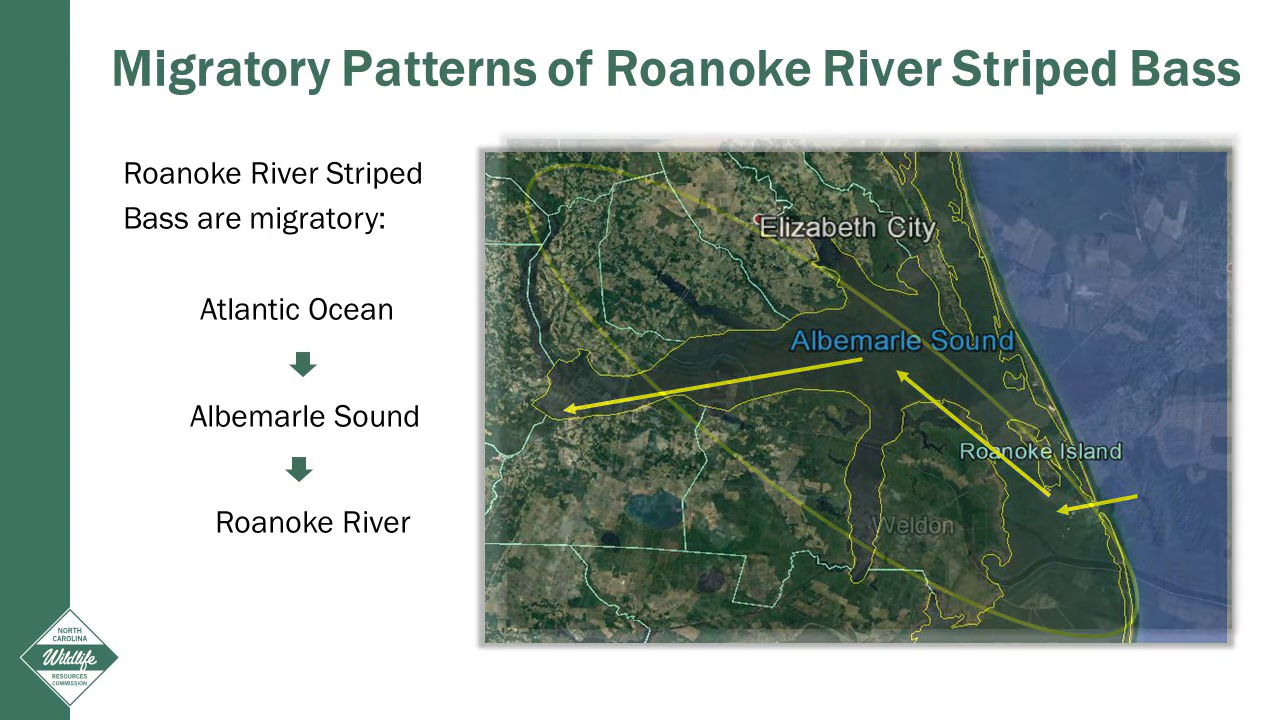 Migratory Patterns of Roanoke River Striped Bass
Roanoke River Striped
Bass are migratory:
Atlantic Ocean
Albemarle Sound
Roanoke River
Elizabeth City
Albemarle Sound
Roanoke Island
Weldon
NORTH
CAROLINA
Wildlife
RESOURCES
COMMISSION